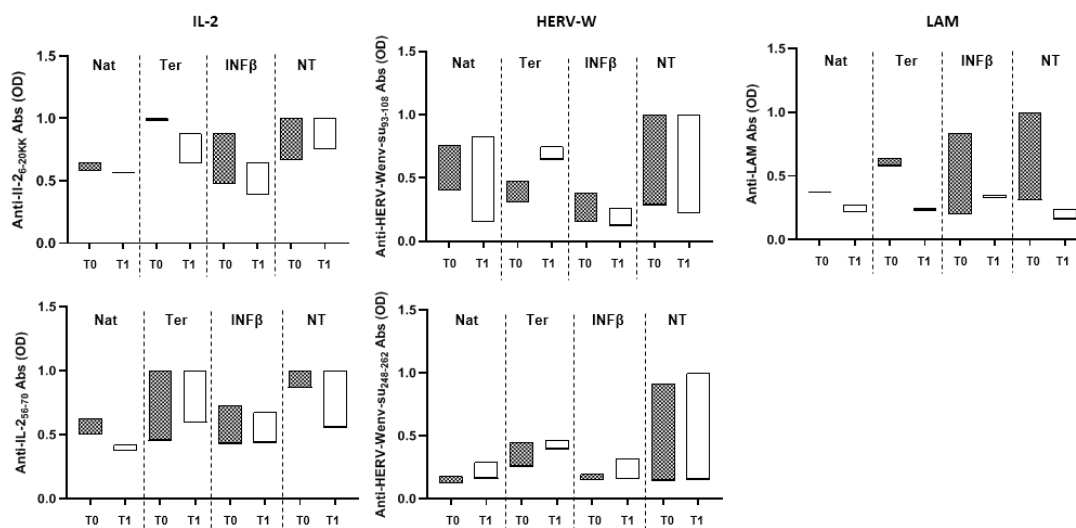 IL-2
HERV-W
LAM
Anti-Il-2₆₋₂₀KK Abs (OD)
1.5
1.0
0.5
0.0
Nat Ter INFβ NT
T0 T1 T0 T1 T0 T1 T0 T1
Anti-HERV-Wenv-su₉₃₋₁₀₈ Abs (OD)
1.5
1.0
0.5
0.0
Nat Ter INFβ NT
T0 T1 T0 T1 T0 T1 T0 T1
Anti-LAM Abs (OD)
1.5
1.0
0.5
0.0
Nat Ter INFβ NT
T0 T1 T0 T1 T0 T1 T0 T1
Anti-IL-2₅₆₋₇₀ Abs (OD)
1.5
1.0
0.5
0.0
Nat Ter INFβ NT
T0 T1 T0 T1 T0 T1 T0 T1
Anti-HERV-Wenv-su₂₄₈₋₂₆₂ Abs (OD)
1.5
1.0
0.5
0.0
Nat Ter INFβ NT
T0 T1 T0 T1 T0 T1 T0 T1